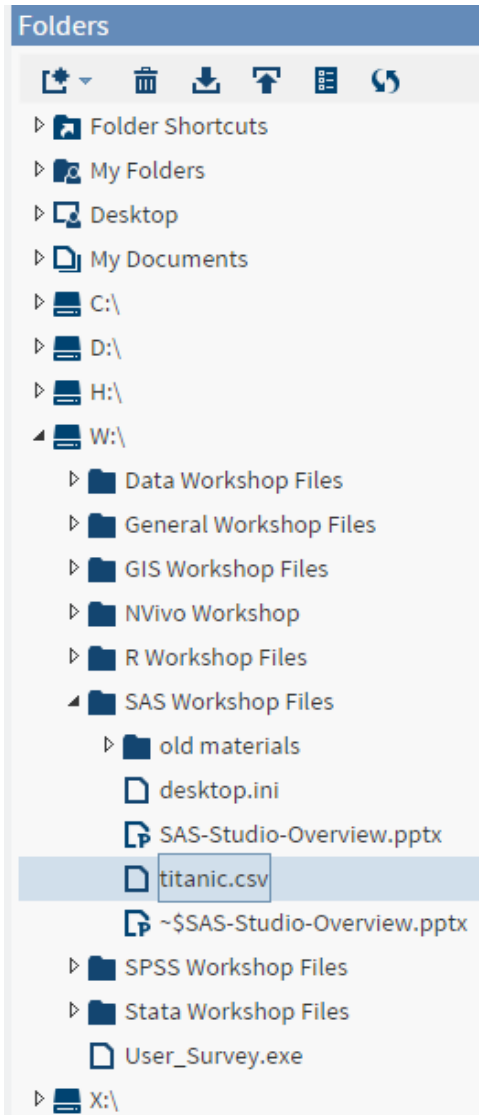 Folders
Folder Shortcuts
My Folders
Desktop
My Documents
C:\
D:\
H:\
W:\
Data Workshop Files
General Workshop Files
GIS Workshop Files
NVivo Workshop
R Workshop Files
SAS Workshop Files
old materials
desktop.ini
SAS-Studio-Overview.pptx
titanic.csv
~$SAS-Studio-Overview.pptx
SPSS Workshop Files
Stata Workshop Files
User_Survey.exe
X:\